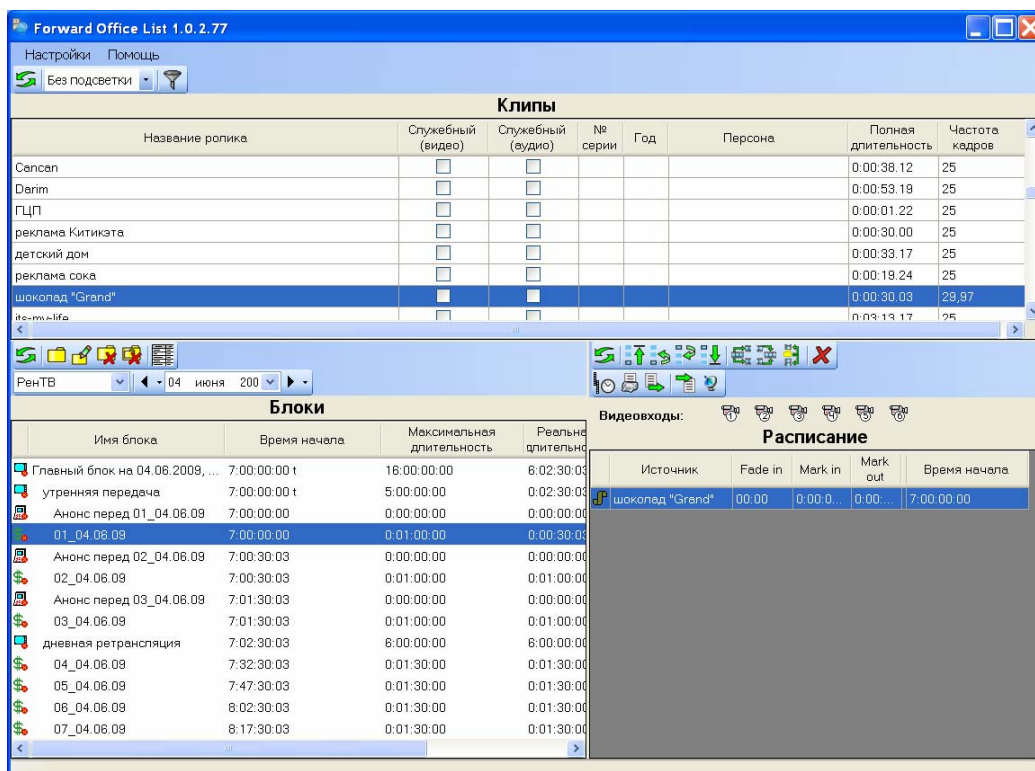 Forward Office List 1.0.2.77
Настройки Помощь
Без подсветки
Клипы
Название ролика Служебный (видео) Служебный (аудио) № серии Год Персона Полная длительность Частота кадров
Cancan 0:00:38.12 25
Darim 0:00:53.19 25
ГЦП 0:00:01.22 25
реклама Китикэта 0:00:30.00 25
детский дом 0:00:33.17 25
реклама сока 0:00:19.24 25
шоколад "Grand" 0:00:30.03 29,97
its-my-life 0:03:13.17 25
РенТВ 04 июня 200
Блоки
Имя блока Время начала Максимальная длительность Реальна длительно
Главный блок на 04.06.2009, ... 7:00:00:00 t 16:00:00:00 6:02:30:03
утренняя передача 7:00:00:00 t 5:00:00:00 0:02:30:03
Анонс перед 01_04.06.09 7:00:00:00 0:00:00:00 0:00:00:00
01_04.06.09 7:00:00:00 0:01:00:00 0:00:30:03
Анонс перед 02_04.06.09 7:00:30:03 0:00:00:00 0:00:00:00
02_04.06.09 7:00:30:03 0:01:00:00 0:01:00:00
Анонс перед 03_04.06.09 7:01:30:03 0:00:00:00 0:00:00:00
03_04.06.09 7:01:30:03 0:01:00:00 0:01:00:00
дневная ретрансляция 7:02:30:03 6:00:00:00 6:00:00:00
04_04.06.09 7:32:30:03 0:01:30:00 0:01:30:00
05_04.06.09 7:47:30:03 0:01:30:00 0:01:30:00
06_04.06.09 8:02:30:03 0:01:30:00 0:01:30:00
07_04.06.09 8:17:30:03 0:01:30:00 0:01:30:00
Видеовходы: 1 2 3 4 5 6
Расписание
Источник Fade in Mark in Mark out Время начала
шоколад "Grand" 00:00 0:00:0... 0:00:... 7:00:00:00